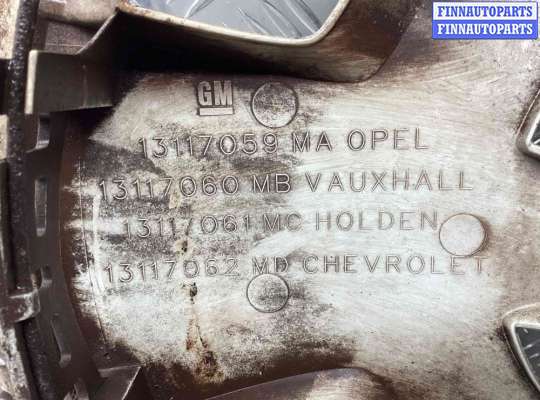 FINNAUTOPARTS
FINNAUTOPARTS
GM
13117059 MA OPEL
13117060 MB VAUXHALL
13117061 MC HOLDEN
13117062 MD CHEVROLET